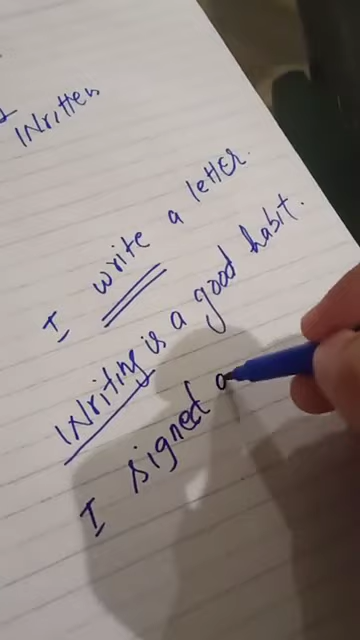 Written
I write a letter.
Writing is a good habit.
I signed a